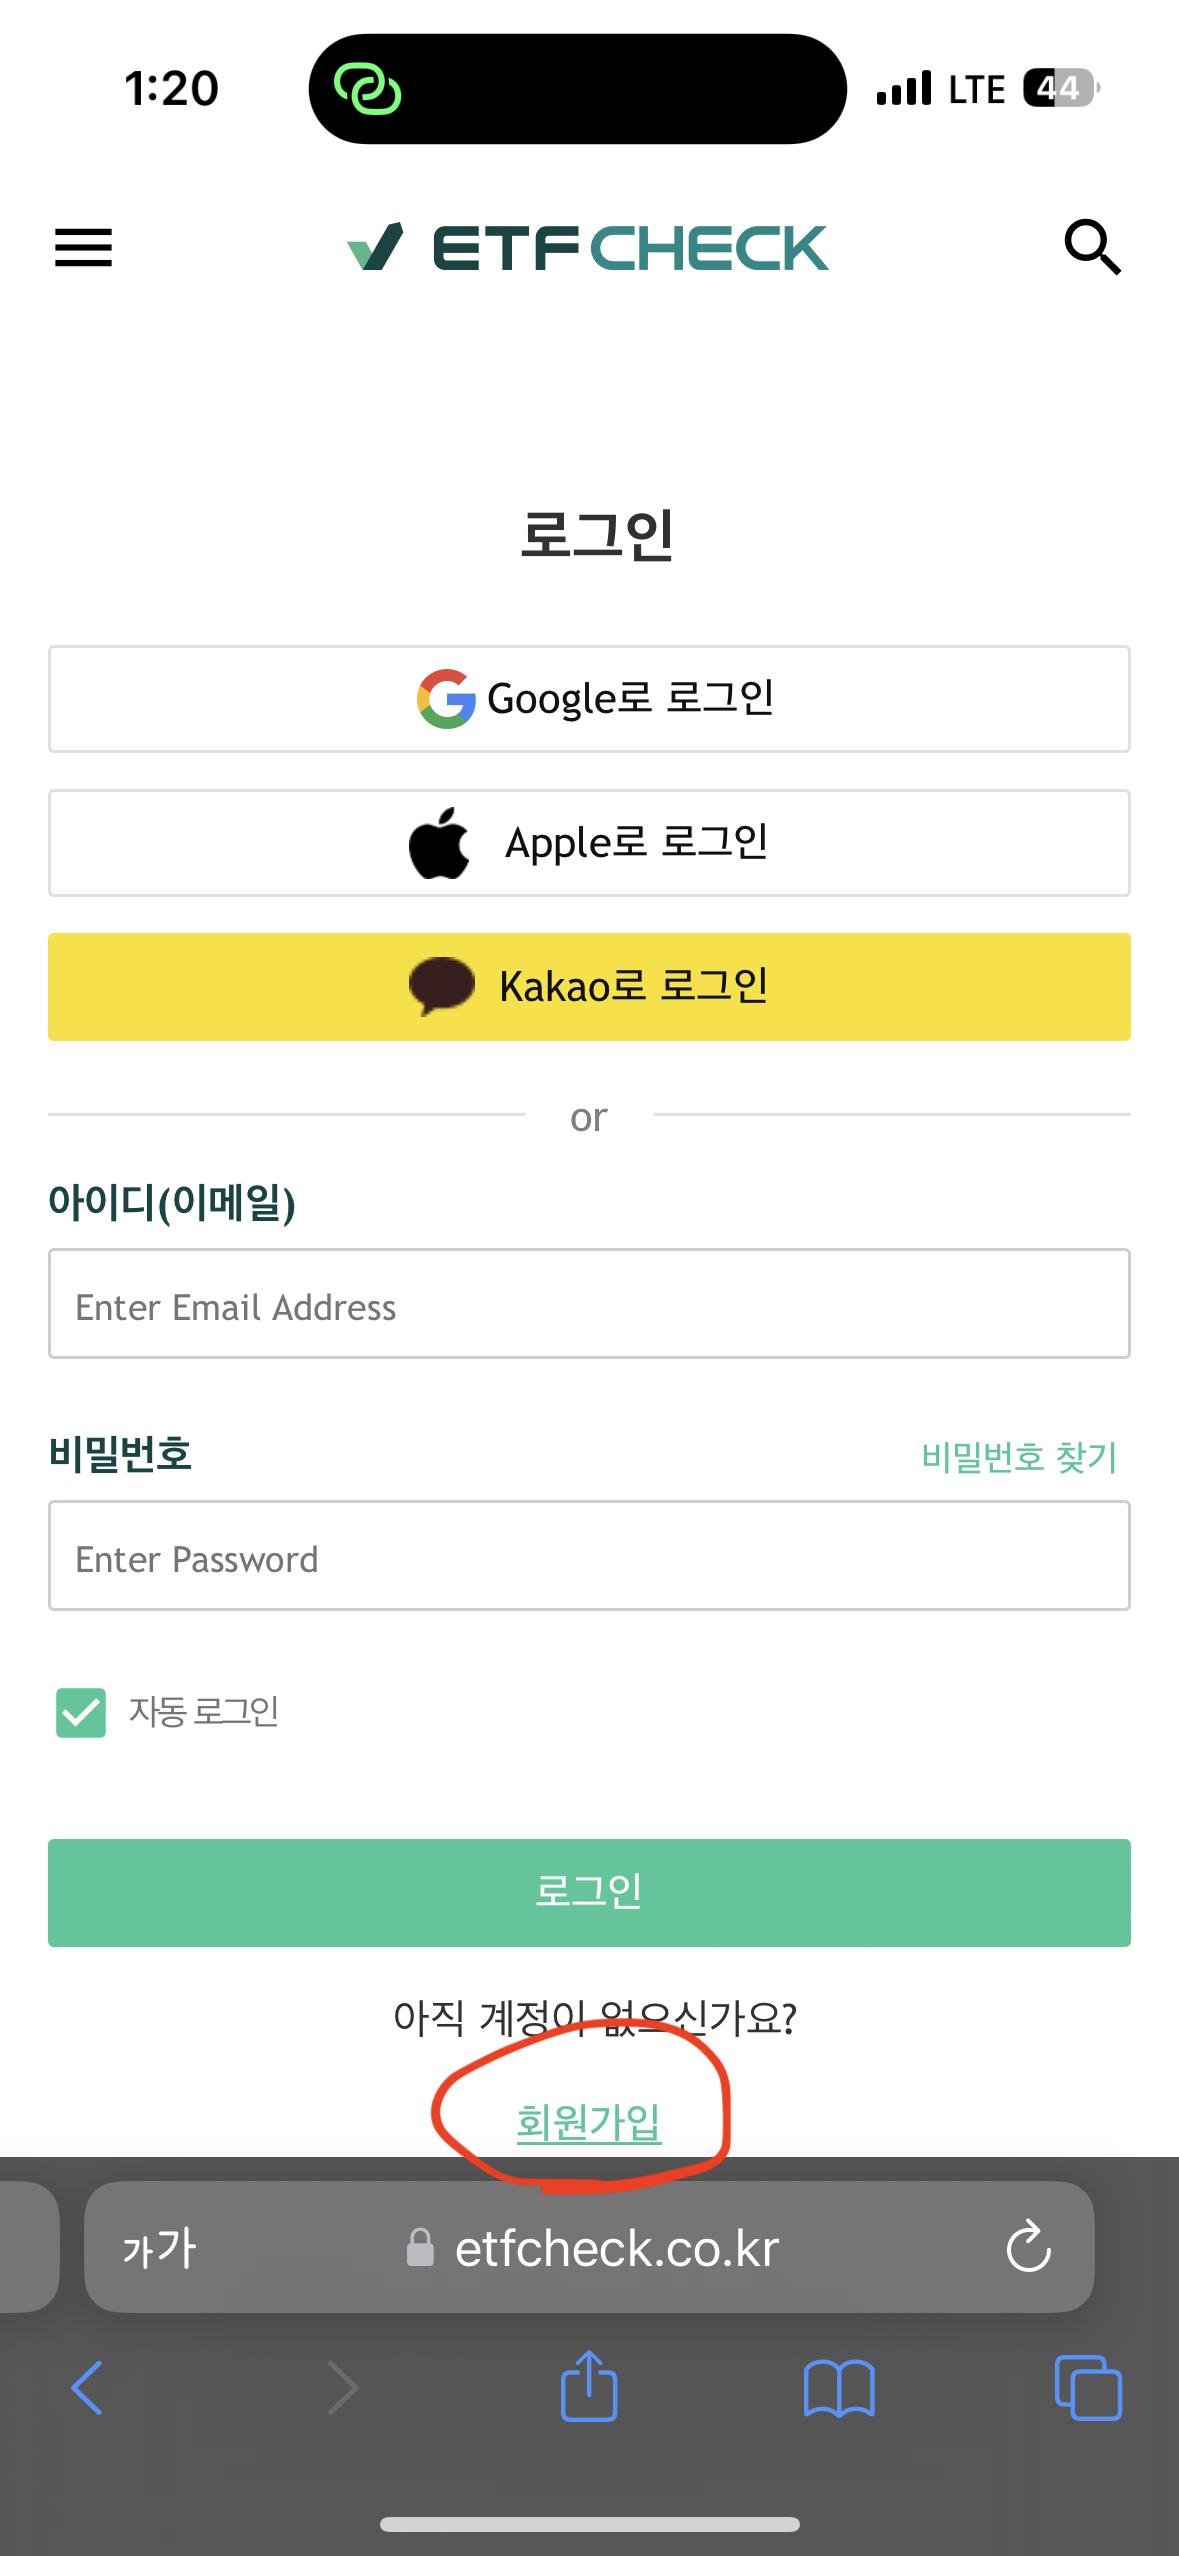 1:20
LTE 44
ETF CHECK
로그인
Google로 로그인
Apple로 로그인
Kakao로 로그인
or
아이디(이메일)
Enter Email Address
비밀번호 비밀번호 찾기
Enter Password
자동 로그인
로그인
아직 계정이 없으신가요?
회원가입
가가 etfcheck.co.kr